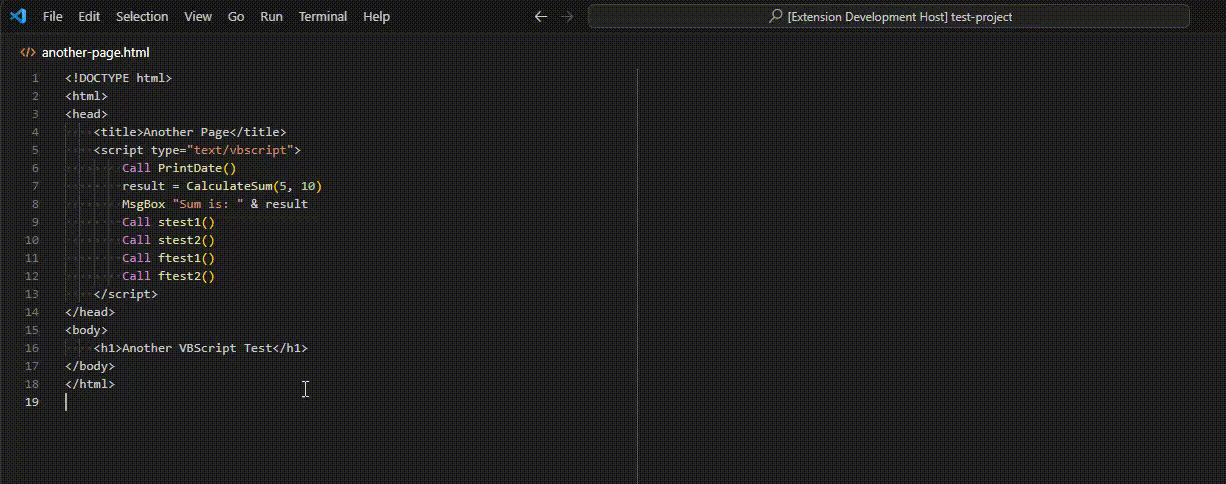 File Edit Selection View Go Run Terminal Help [Extension Development Host] test-project
</> another-page.html
1 <!DOCTYPE html>
2 <html>
3 <head>
4 <title>Another Page</title>
5 <script type="text/vbscript">
6 Call PrintDate()
7 result = CalculateSum(5, 10)
8 MsgBox "Sum is: " & result
9 Call stest1()
10 Call stest2()
11 Call ftest1()
12 Call ftest2()
13 </script>
14 </head>
15 <body>
16 <h1>Another VBScript Test</h1>
17 </body>
18 </html>
19